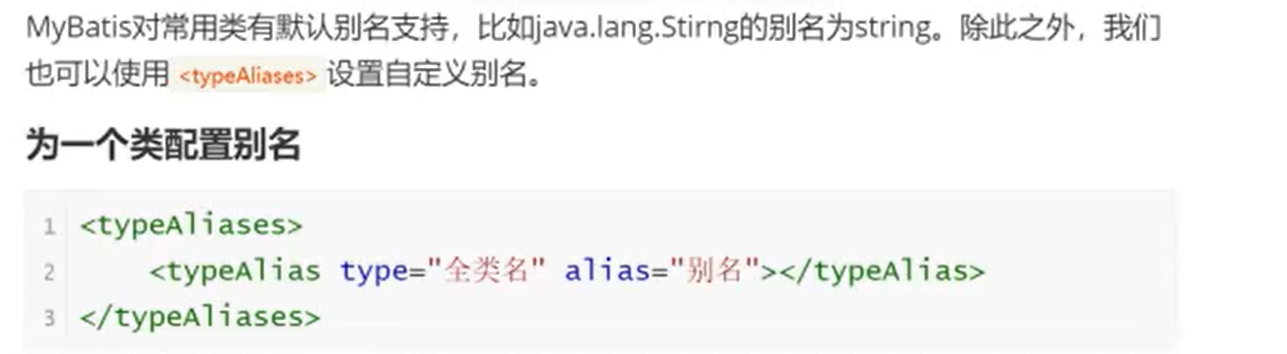 MyBatis对常用类有默认别名支持，比如java.lang.Stirng的别名为string。除此之外，我们
也可以使用 <typeAliases> 设置自定义别名。
为一个类配置别名
1 <typeAliases>
2     <typeAlias type="全类名" alias="别名"></typeAlias>
3 </typeAliases>